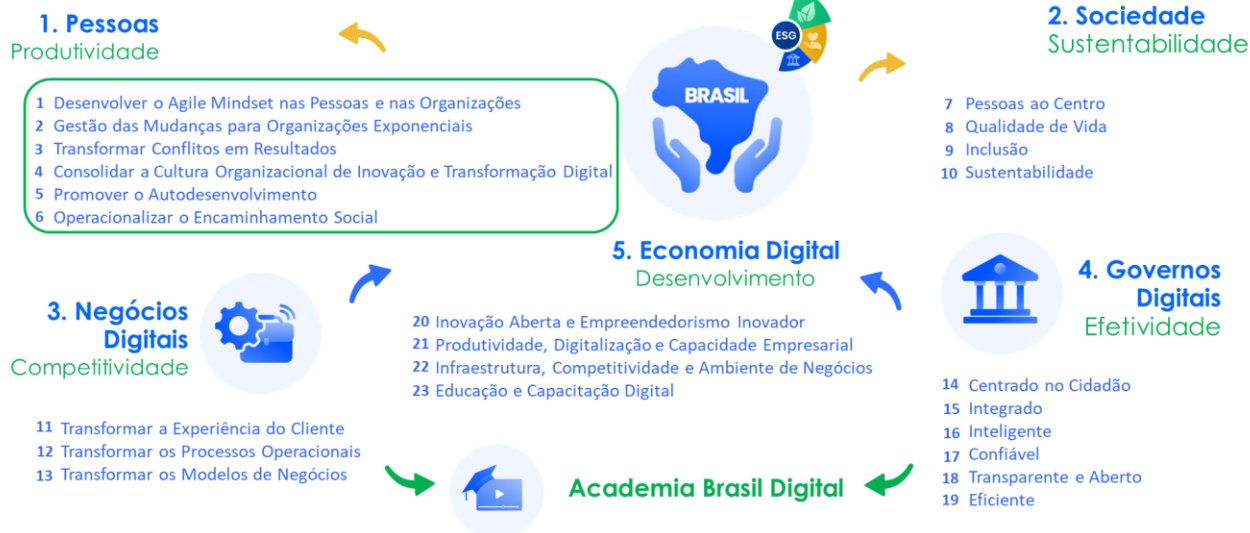 1. Pessoas
Produtividade
1 Desenvolver o Agile Mindset nas Pessoas e nas Organizações
2 Gestão das Mudanças para Organizações Exponenciais
3 Transformar Conflitos em Resultados
4 Consolidar a Cultura Organizacional de Inovação e Transformação Digital
5 Promover o Autodesenvolvimento
6 Operacionalizar o Encaminhamento Social
ESG
BRASIL
2. Sociedade
Sustentabilidade
7 Pessoas ao Centro
8 Qualidade de Vida
9 Inclusão
10 Sustentabilidade
3. Negócios
Digitais
Competitividade
11 Transformar a Experiência do Cliente
12 Transformar os Processos Operacionais
13 Transformar os Modelos de Negócios
5. Economia Digital
Desenvolvimento
20 Inovação Aberta e Empreendedorismo Inovador
21 Produtividade, Digitalização e Capacidade Empresarial
22 Infraestrutura, Competitividade e Ambiente de Negócios
23 Educação e Capacitação Digital
4. Governos
Digitais
Efetividade
14 Centrado no Cidadão
15 Integrado
16 Inteligente
17 Confiável
18 Transparente e Aberto
19 Eficiente
Academia Brasil Digital